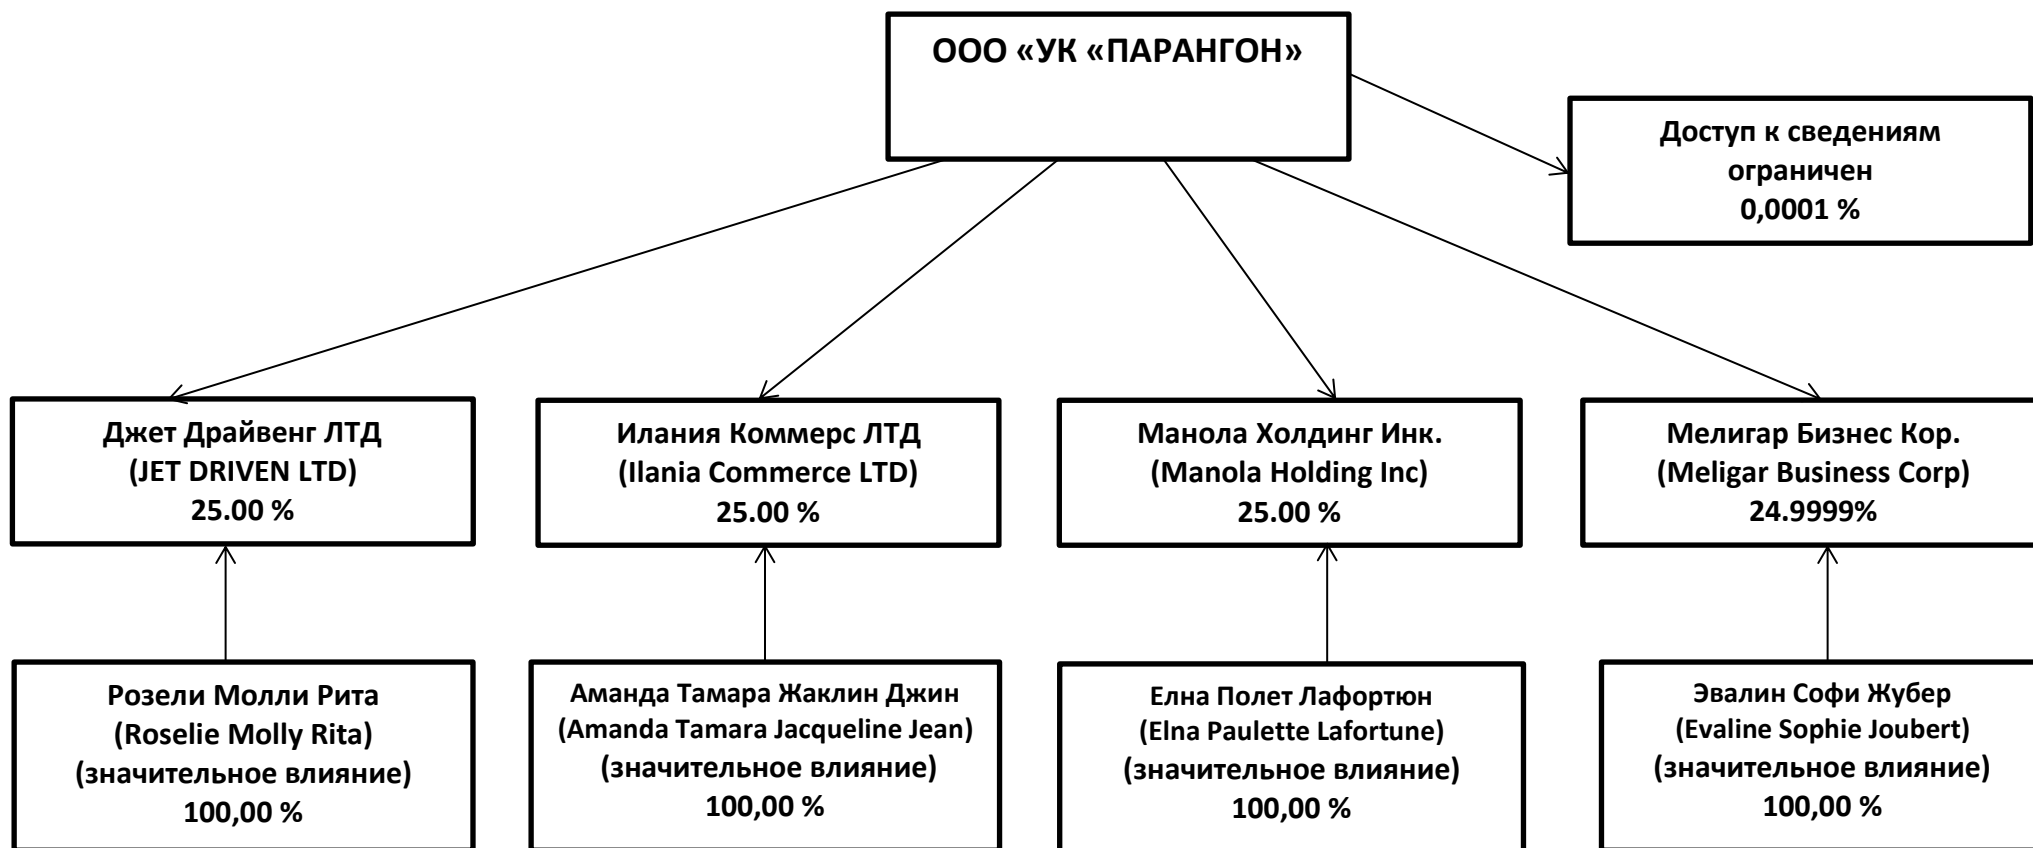 ООО «УК «ПАРАНГОН»
Доступ к сведениям
ограничен
0,0001 %
Джет Драйвенг ЛТД
(JET DRIVEN LTD)
25.00 %
Илания Коммерс ЛТД
(Ilania Commerce LTD)
25.00 %
Манола Холдинг Инк.
(Manola Holding Inc)
25.00 %
Мелигар Бизнес Кор.
(Meligar Business Corp)
24.9999%
Розели Молли Рита
(Roselie Molly Rita)
(значительное влияние)
100,00 %
Аманда Тамара Жаклин Джин
(Amanda Tamara Jacqueline Jean)
(значительное влияние)
100,00 %
Елна Полет Лафортюн
(Elna Paulette Lafortune)
(значительное влияние)
100,00 %
Эвалин Софи Жубер
(Evaline Sophie Joubert)
(значительное влияние)
100,00 %